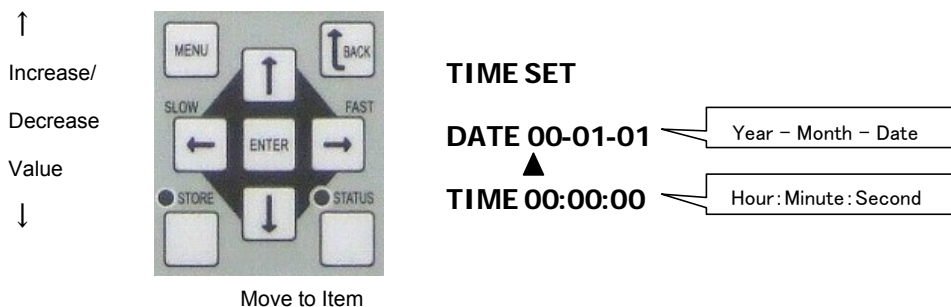 ↑
Increase/
Decrease
Value
↓
MENU
BACK
SLOW
FAST
ENTER
STORE
STATUS
Move to Item
TIME SET
DATE 00-01-01
Year - Month - Date
TIME 00:00:00
Hour:Minute:Second